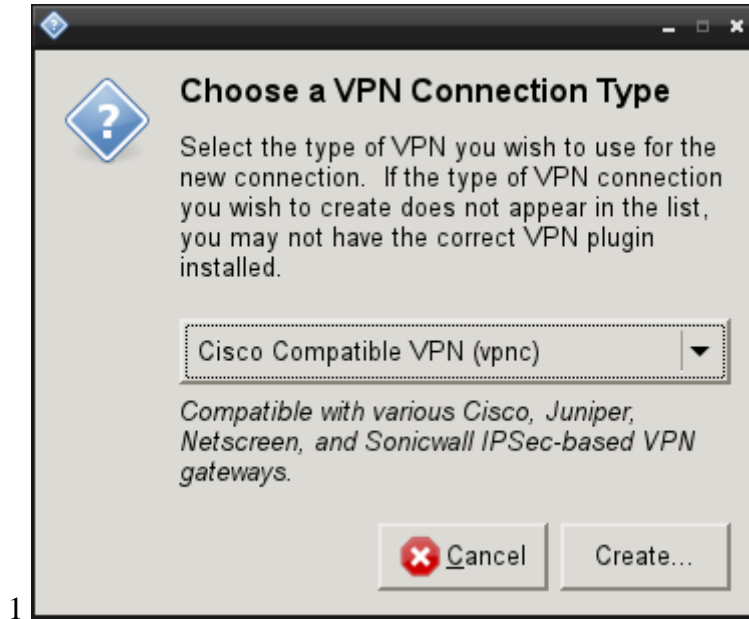 Choose a VPN Connection Type
Select the type of VPN you wish to use for the
new connection.  If the type of VPN connection
you wish to create does not appear in the list,
you may not have the correct VPN plugin
installed.
Cisco Compatible VPN (vpnc)
Compatible with various Cisco, Juniper,
Netscreen, and Sonicwall IPSec-based VPN
gateways.
Cancel
Create...
1